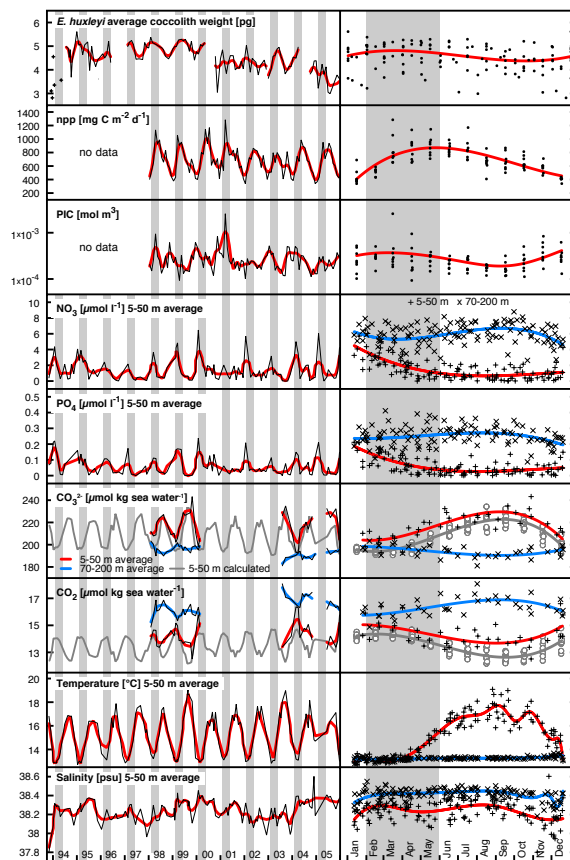 E. huxleyi average coccolith weight [pg]
6
5
4
3
npp [mg C m⁻² d⁻¹]
1400
1200
1000
800
600
400
no data
PIC [mol m³]
1×10⁻³
no data
1×10⁻⁴
NO₃ [µmol l⁻¹] 5-50 m average
+ 5-50 m x 70-200 m
10
8
6
4
2
0
PO₄ [µmol l⁻¹] 5-50 m average
0.5
0.4
0.3
0.2
0.1
0
CO₃²⁻ [µmol kg sea water⁻¹]
240
220
200
180
5-50 m average
70-200 m average
5-50 m calculated
CO₂ [µmol kg sea water⁻¹]
17
15
13
Temperature [°C] 5-50 m average
20
18
16
14
12
Salinity [psu] 5-50 m average
38.6
38.4
38.2
38
37.8
94 95 96 97 98 99 00 01 02 03 04 05
Jan Feb Mar Apr May Jun Jul Aug Sep Oct Nov Dec